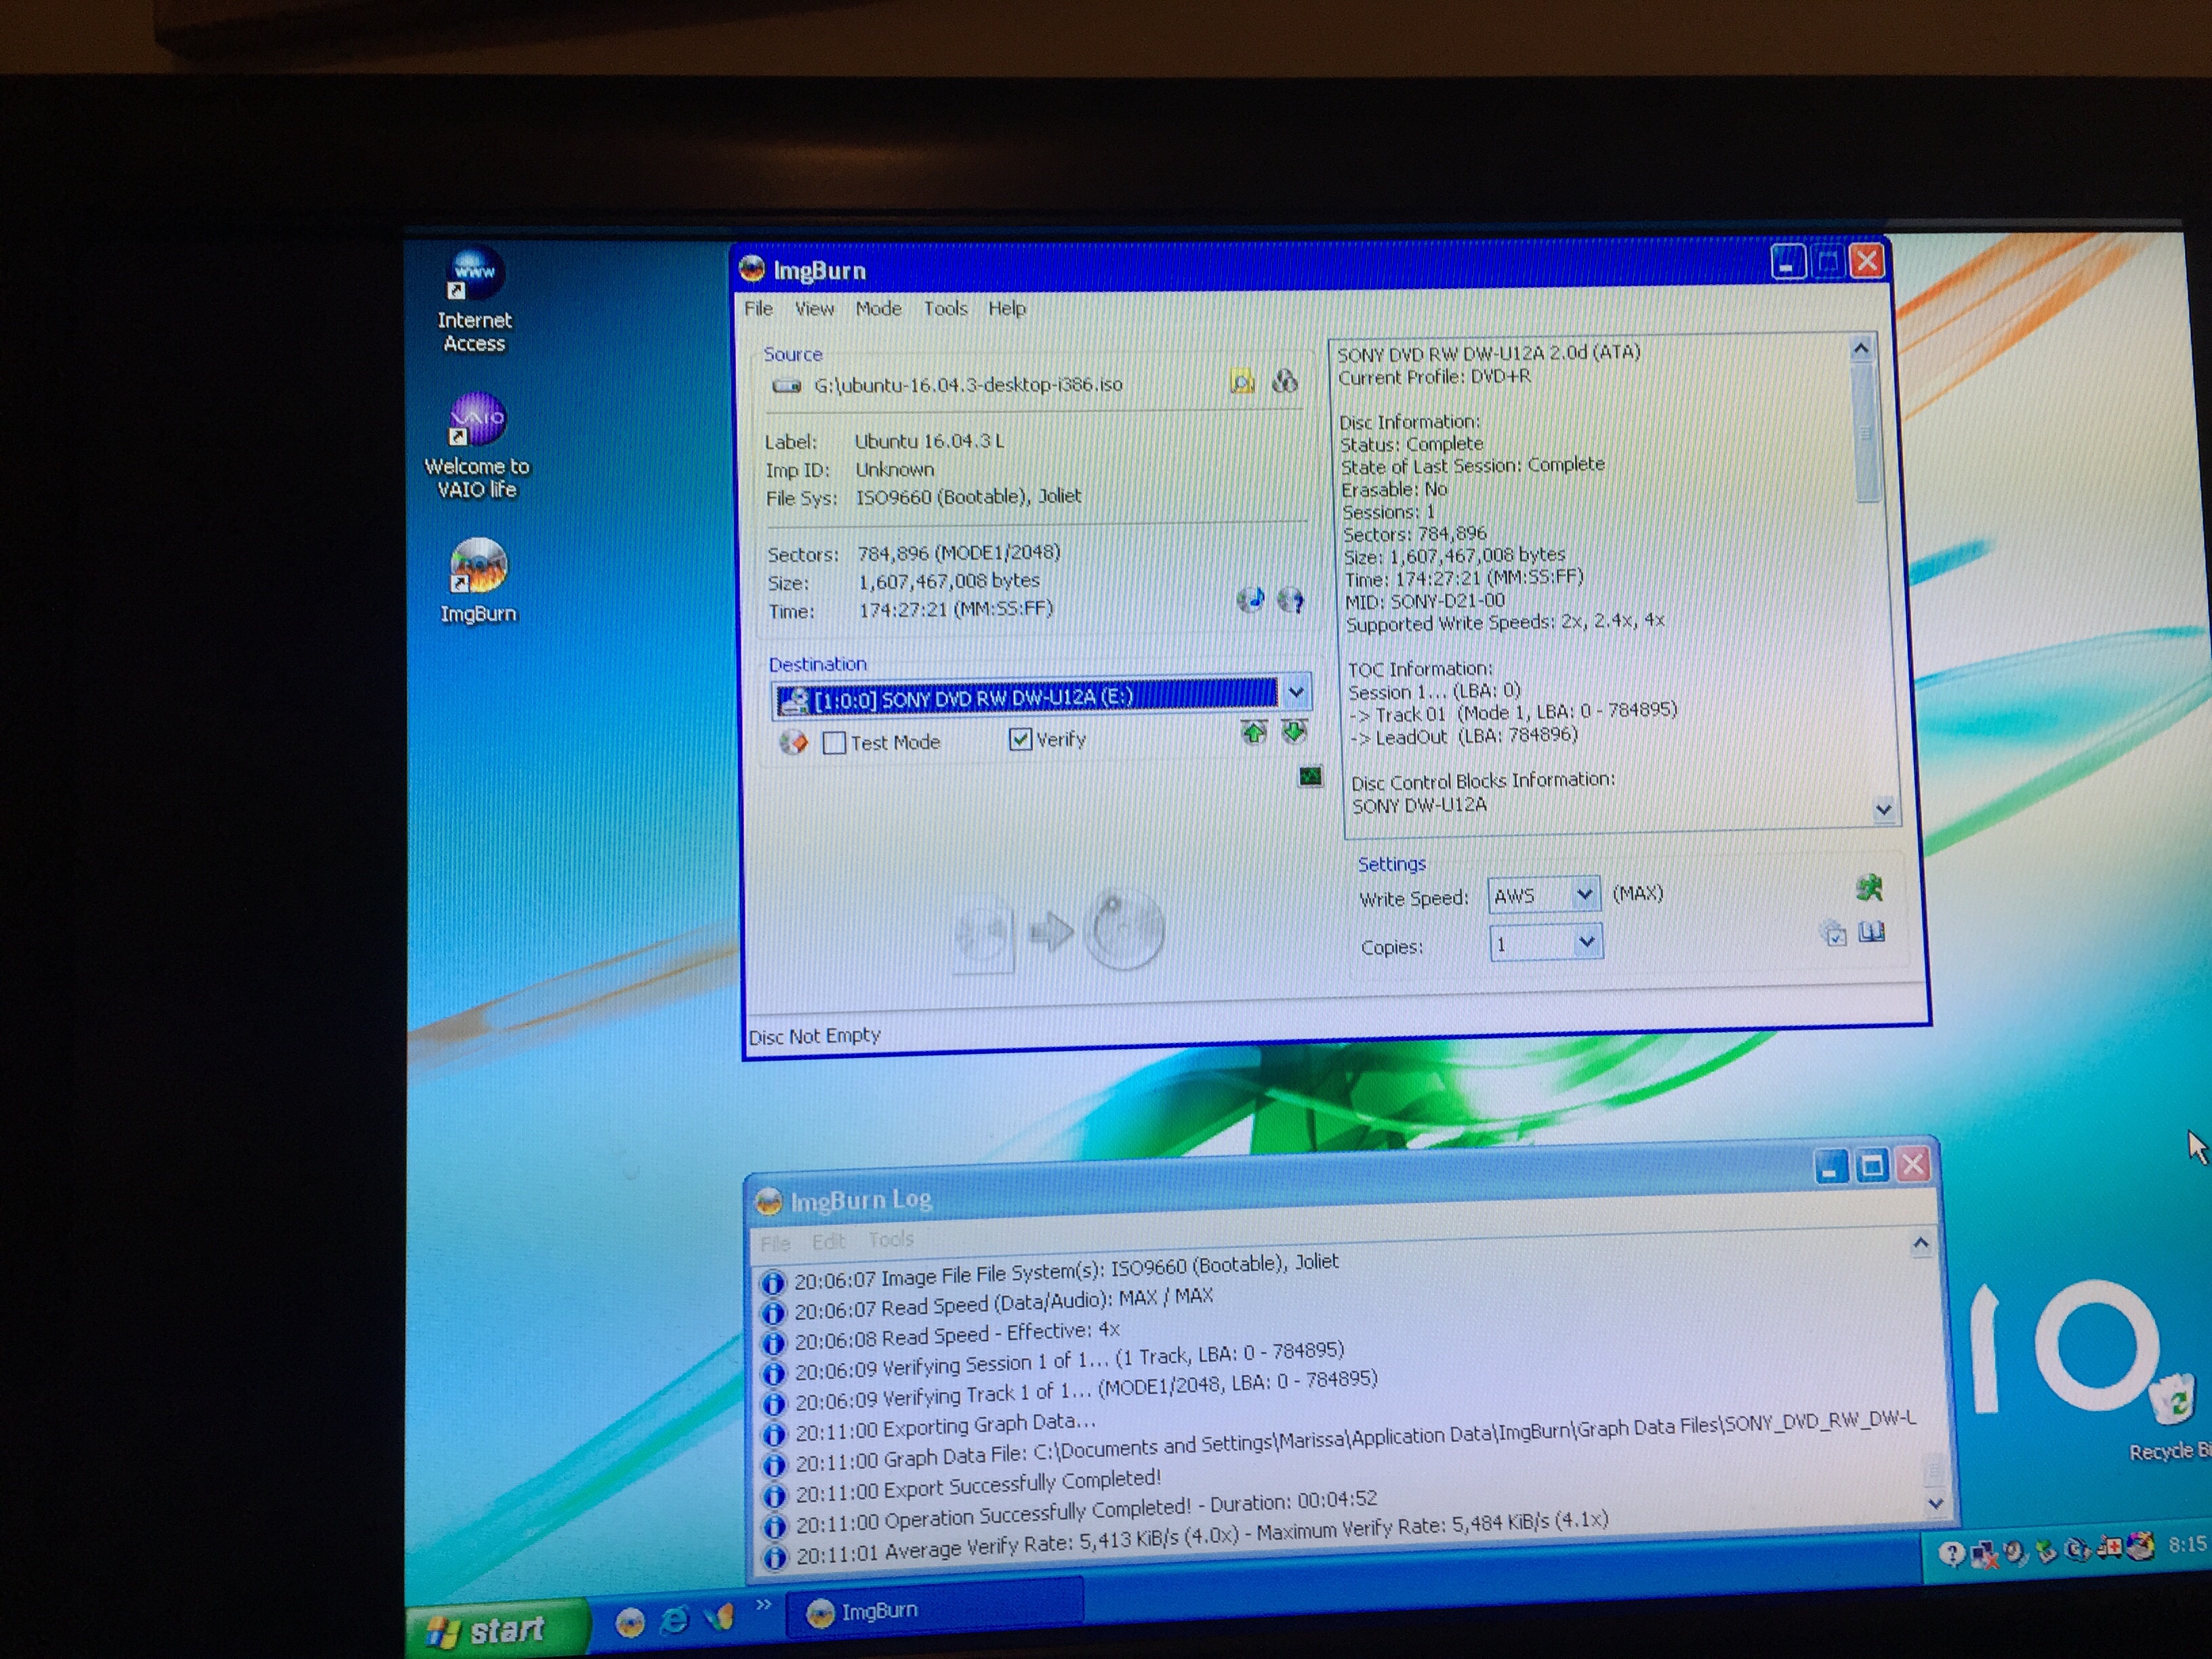 www
Internet
Access
VAIO
Welcome to
VAIO life
ImgBurn
ImgBurn
File View Mode Tools Help
Source
G:\ubuntu-16.04.3-desktop-i386.iso
Label: Ubuntu 16.04.3 L
Imp ID: Unknown
File Sys: ISO9660 (Bootable), Joliet
Sectors: 784,896 (MODE1/2048)
Size: 1,607,467,008 bytes
Time: 174:27:21 (MM:SS:FF)
Destination
[1:0:0] SONY DVD RW DW-U12A (E:)
Test Mode Verify
SONY DVD RW DW-U12A 2.0d (ATA)
Current Profile: DVD+R
Disc Information:
Status: Complete
State of Last Session: Complete
Erasable: No
Sessions: 1
Sectors: 784,896
Size: 1,607,467,008 bytes
Time: 174:27:21 (MM:SS:FF)
MID: SONY-D21-00
Supported Write Speeds: 2x, 2.4x, 4x
TOC Information:
Session 1... (LBA: 0)
-> Track 01 (Mode 1, LBA: 0 - 784895)
-> LeadOut (LBA: 784896)
Disc Control Blocks Information:
SONY DW-U12A
Settings
Write Speed: AWS (MAX)
Copies: 1
Disc Not Empty
ImgBurn Log
File Edit Tools
20:06:07 Image File File System(s): ISO9660 (Bootable), Joliet
20:06:07 Read Speed (Data/Audio): MAX / MAX
20:06:08 Read Speed - Effective: 4x
20:06:09 Verifying Session 1 of 1... (1 Track, LBA: 0 - 784895)
20:06:09 Verifying Track 1 of 1... (MODE1/2048, LBA: 0 - 784895)
20:11:00 Exporting Graph Data...
20:11:00 Graph Data File: C:\Documents and Settings\Marissa\Application Data\ImgBurn\Graph Data Files\SONY_DVD_RW_DW-L
20:11:00 Export Successfully Completed!
20:11:00 Operation Successfully Completed! - Duration: 00:04:52
20:11:01 Average Verify Rate: 5,413 KiB/s (4.0x) - Maximum Verify Rate: 5,484 KiB/s (4.1x)
IO
Recycle Bi
start
ImgBurn
8:15